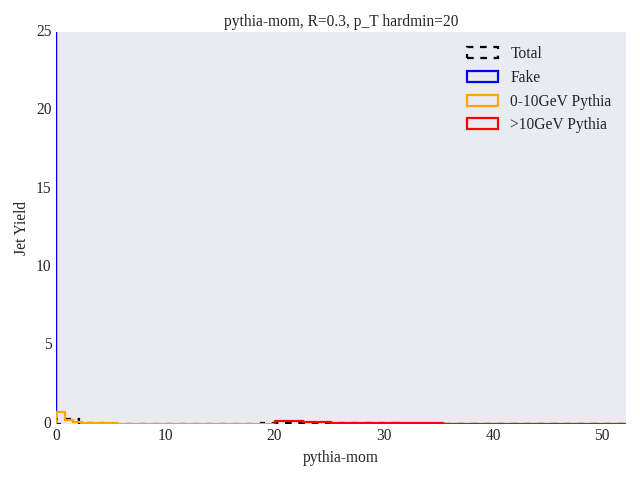 pythia-mom, R=0.3, p_T hardmin=20
25
20
15
10
5
0
Jet Yield
Total
Fake
0-10GeV Pythia
>10GeV Pythia
0 10 20 30 40 50
pythia-mom